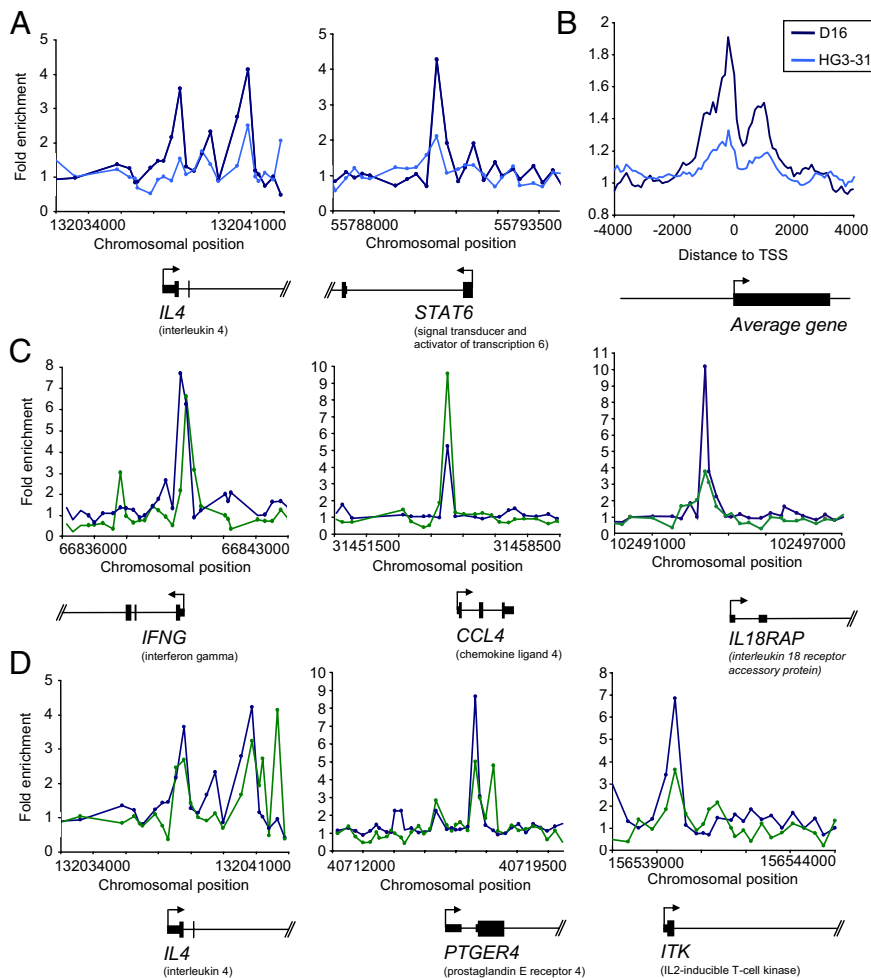 A
B
5
4
3
2
1
0
Fold enrichment
132034000
132041000
Chromosomal position
IL4
(interleukin 4)
5
4
3
2
1
0
55788000
55793500
Chromosomal position
STAT6
(signal transducer and
activator of transcription 6)
2
1.8
1.6
1.4
1.2
1
0.8
D16
HG3-31
-4000
-2000
0
2000
4000
Distance to TSS
Average gene
C
8
7
6
5
4
3
2
1
0
Fold enrichment
66836000
66843000
Chromosomal position
IFNG
(interferon gamma)
10
9
8
7
6
5
4
3
2
1
0
31451500
31458500
Chromosomal position
CCL4
(chemokine ligand 4)
11
10
9
8
7
6
5
4
3
2
1
0
102491000
102497000
Chromosomal position
IL18RAP
(interleukin 18 receptor
accessory protein)
D
5
4
3
2
1
0
Fold enrichment
132034000
132041000
Chromosomal position
IL4
(interleukin 4)
10
9
8
7
6
5
4
3
2
1
0
40712000
40719500
Chromosomal position
PTGER4
(prostaglandin E receptor 4)
8
7
6
5
4
3
2
1
0
156539000
156544000
Chromosomal position
ITK
(IL2-inducible T-cell kinase)